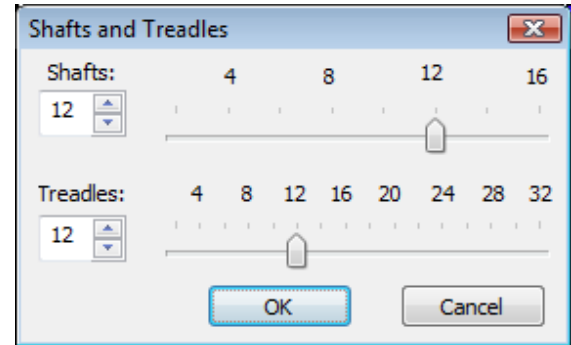 Shafts and Treadles
Shafts: 4 8 12 16
12
Treadles: 4 8 12 16 20 24 28 32
12
OK Cancel